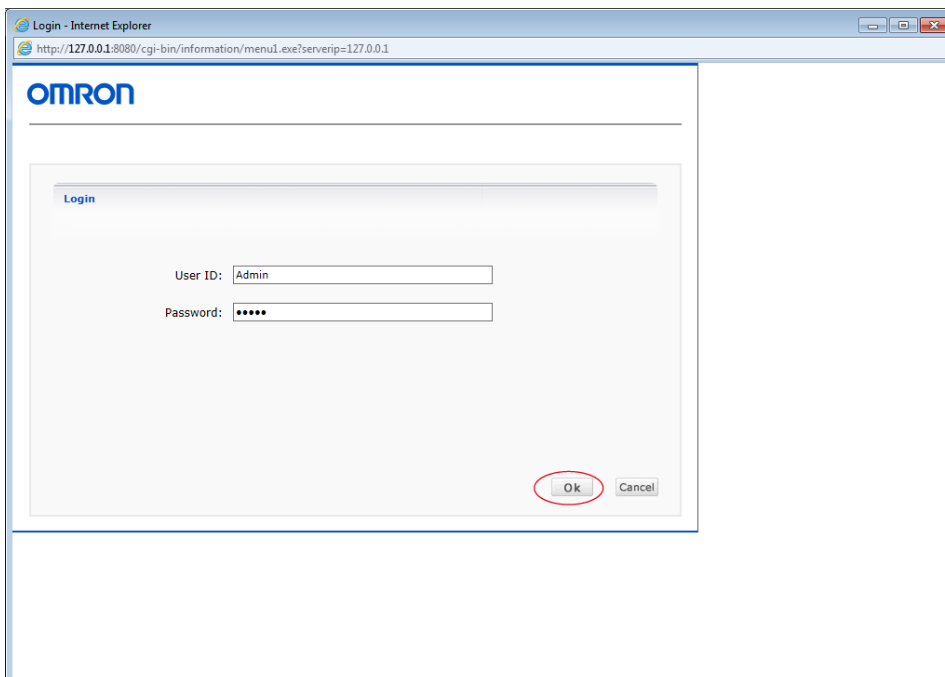 Login - Internet Explorer
http://127.0.0.1:8080/cgi-bin/information/menu1.exe?serverip=127.0.0.1
OMRON
Login
User ID: Admin
Password: •••••
Ok Cancel